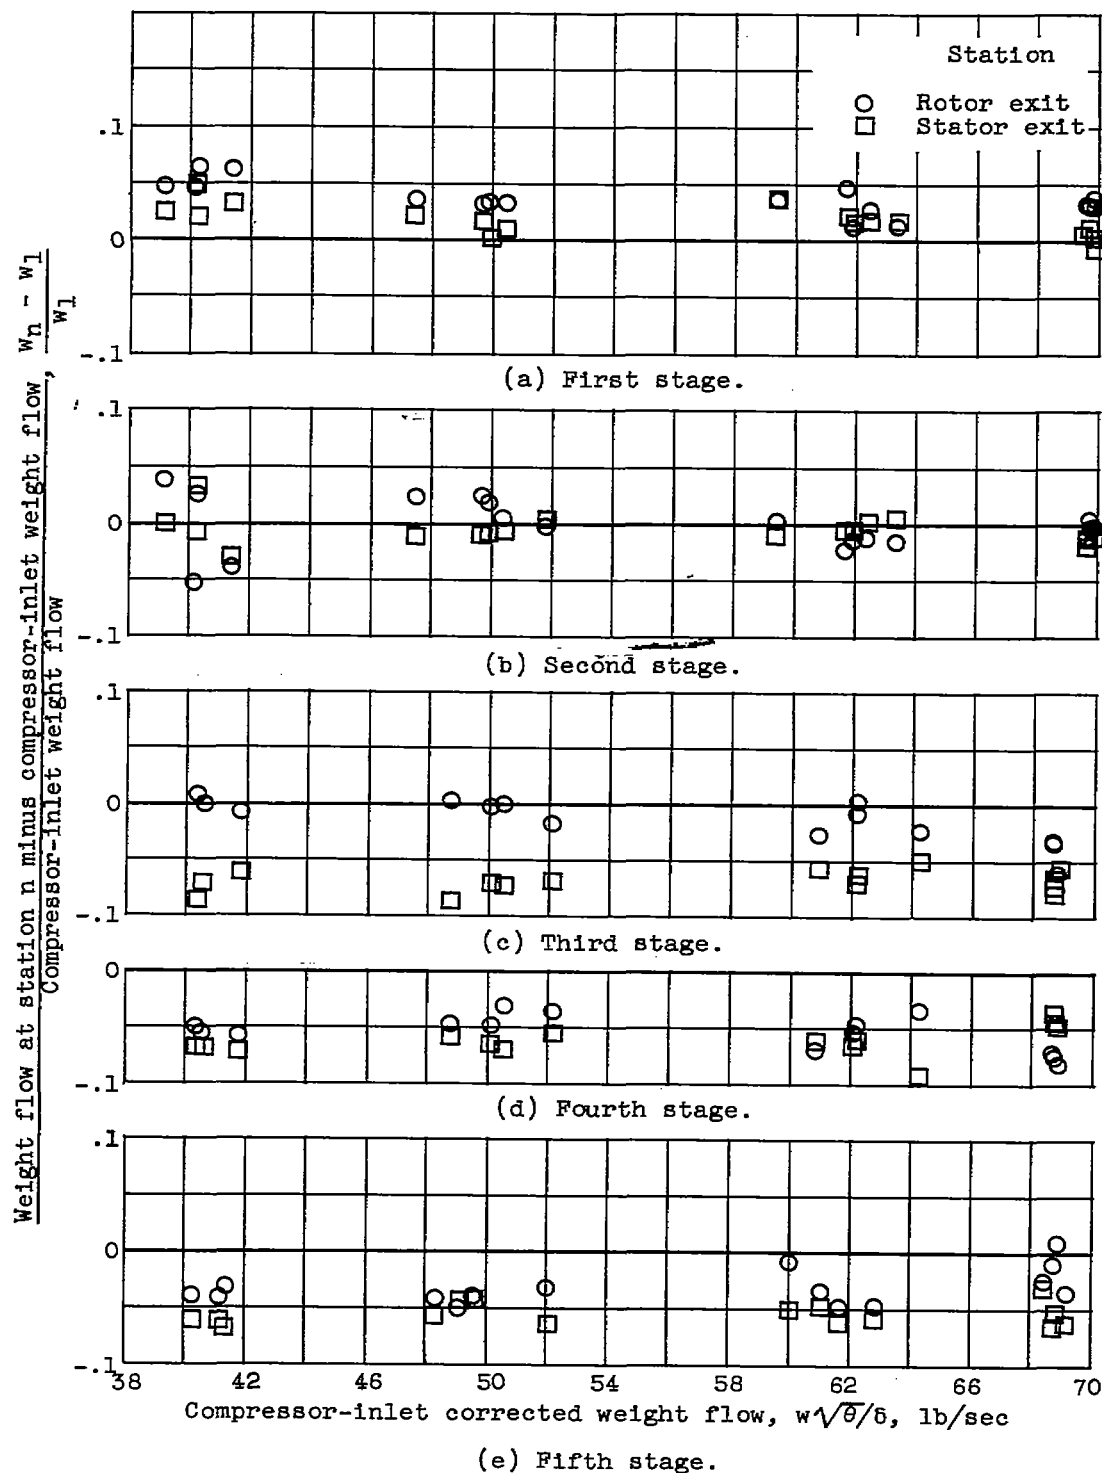 Station
Rotor exit
Stator exit
.1
0
-.1
(a) First stage.
.1
0
-.1
(b) Second stage.
.1
0
-.1
(c) Third stage.
0
-.1
(d) Fourth stage.
.1
0
-.1
38 42 46 50 54 58 62 66 70
Compressor-inlet corrected weight flow, w√θ/δ, lb/sec
(e) Fifth stage.
Weight flow at station n minus compressor-inlet weight flow, wn - w1
Compressor-inlet weight flow w1